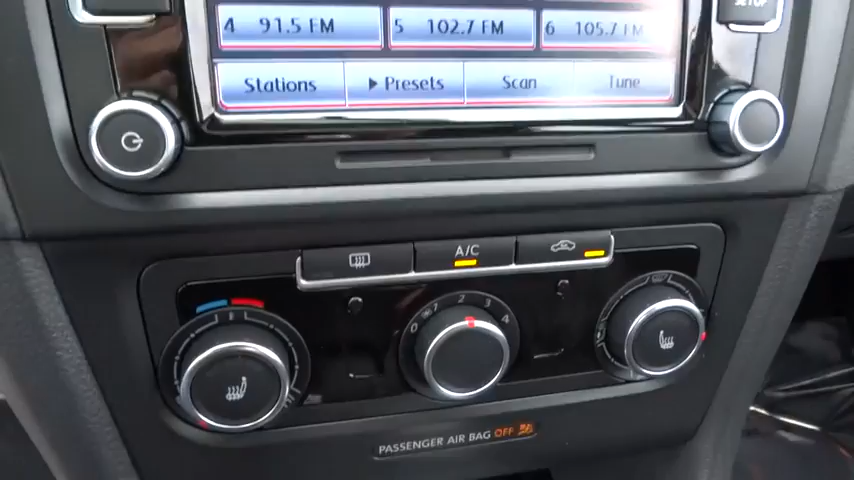 4 91.5 FM 5 102.7 FM 6 105.7 FM
Stations ▶Presets Scan Tune
SETUP
A/C
0 1 2 3 4
PASSENGER AIR BAG OFF